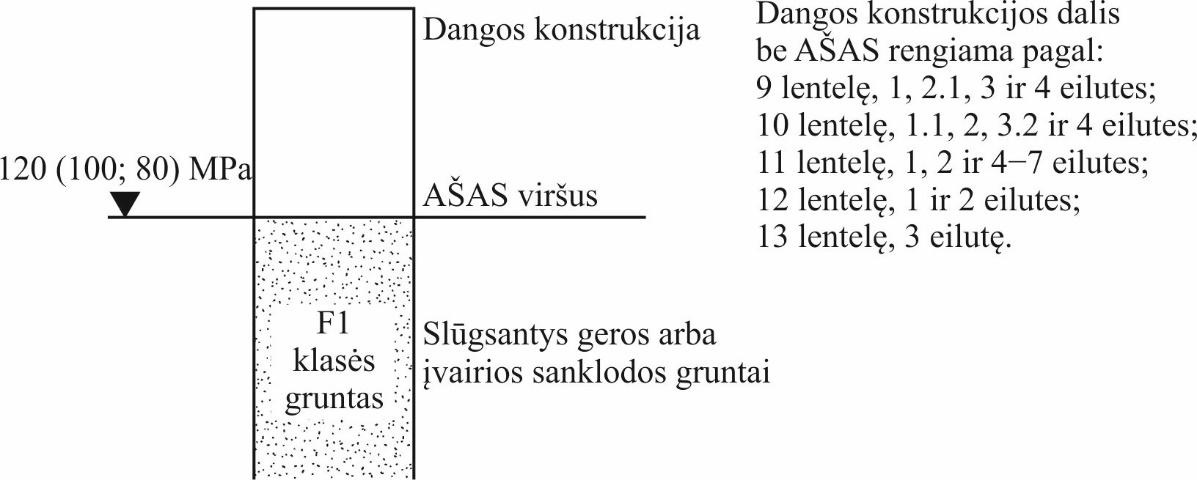 Dangos konstrukcija
120 (100; 80) MPa
AŠAS viršus
F1
klasės
gruntas
Slūgsantys geros arba
įvairios sanklodos gruntai
Dangos konstrukcijos dalis
be AŠAS rengiama pagal:
9 lentelę, 1, 2.1, 3 ir 4 eilutes;
10 lentelę, 1.1, 2, 3.2 ir 4 eilutes;
11 lentelę, 1, 2 ir 4−7 eilutes;
12 lentelę, 1 ir 2 eilutes;
13 lentelę, 3 eilutę.